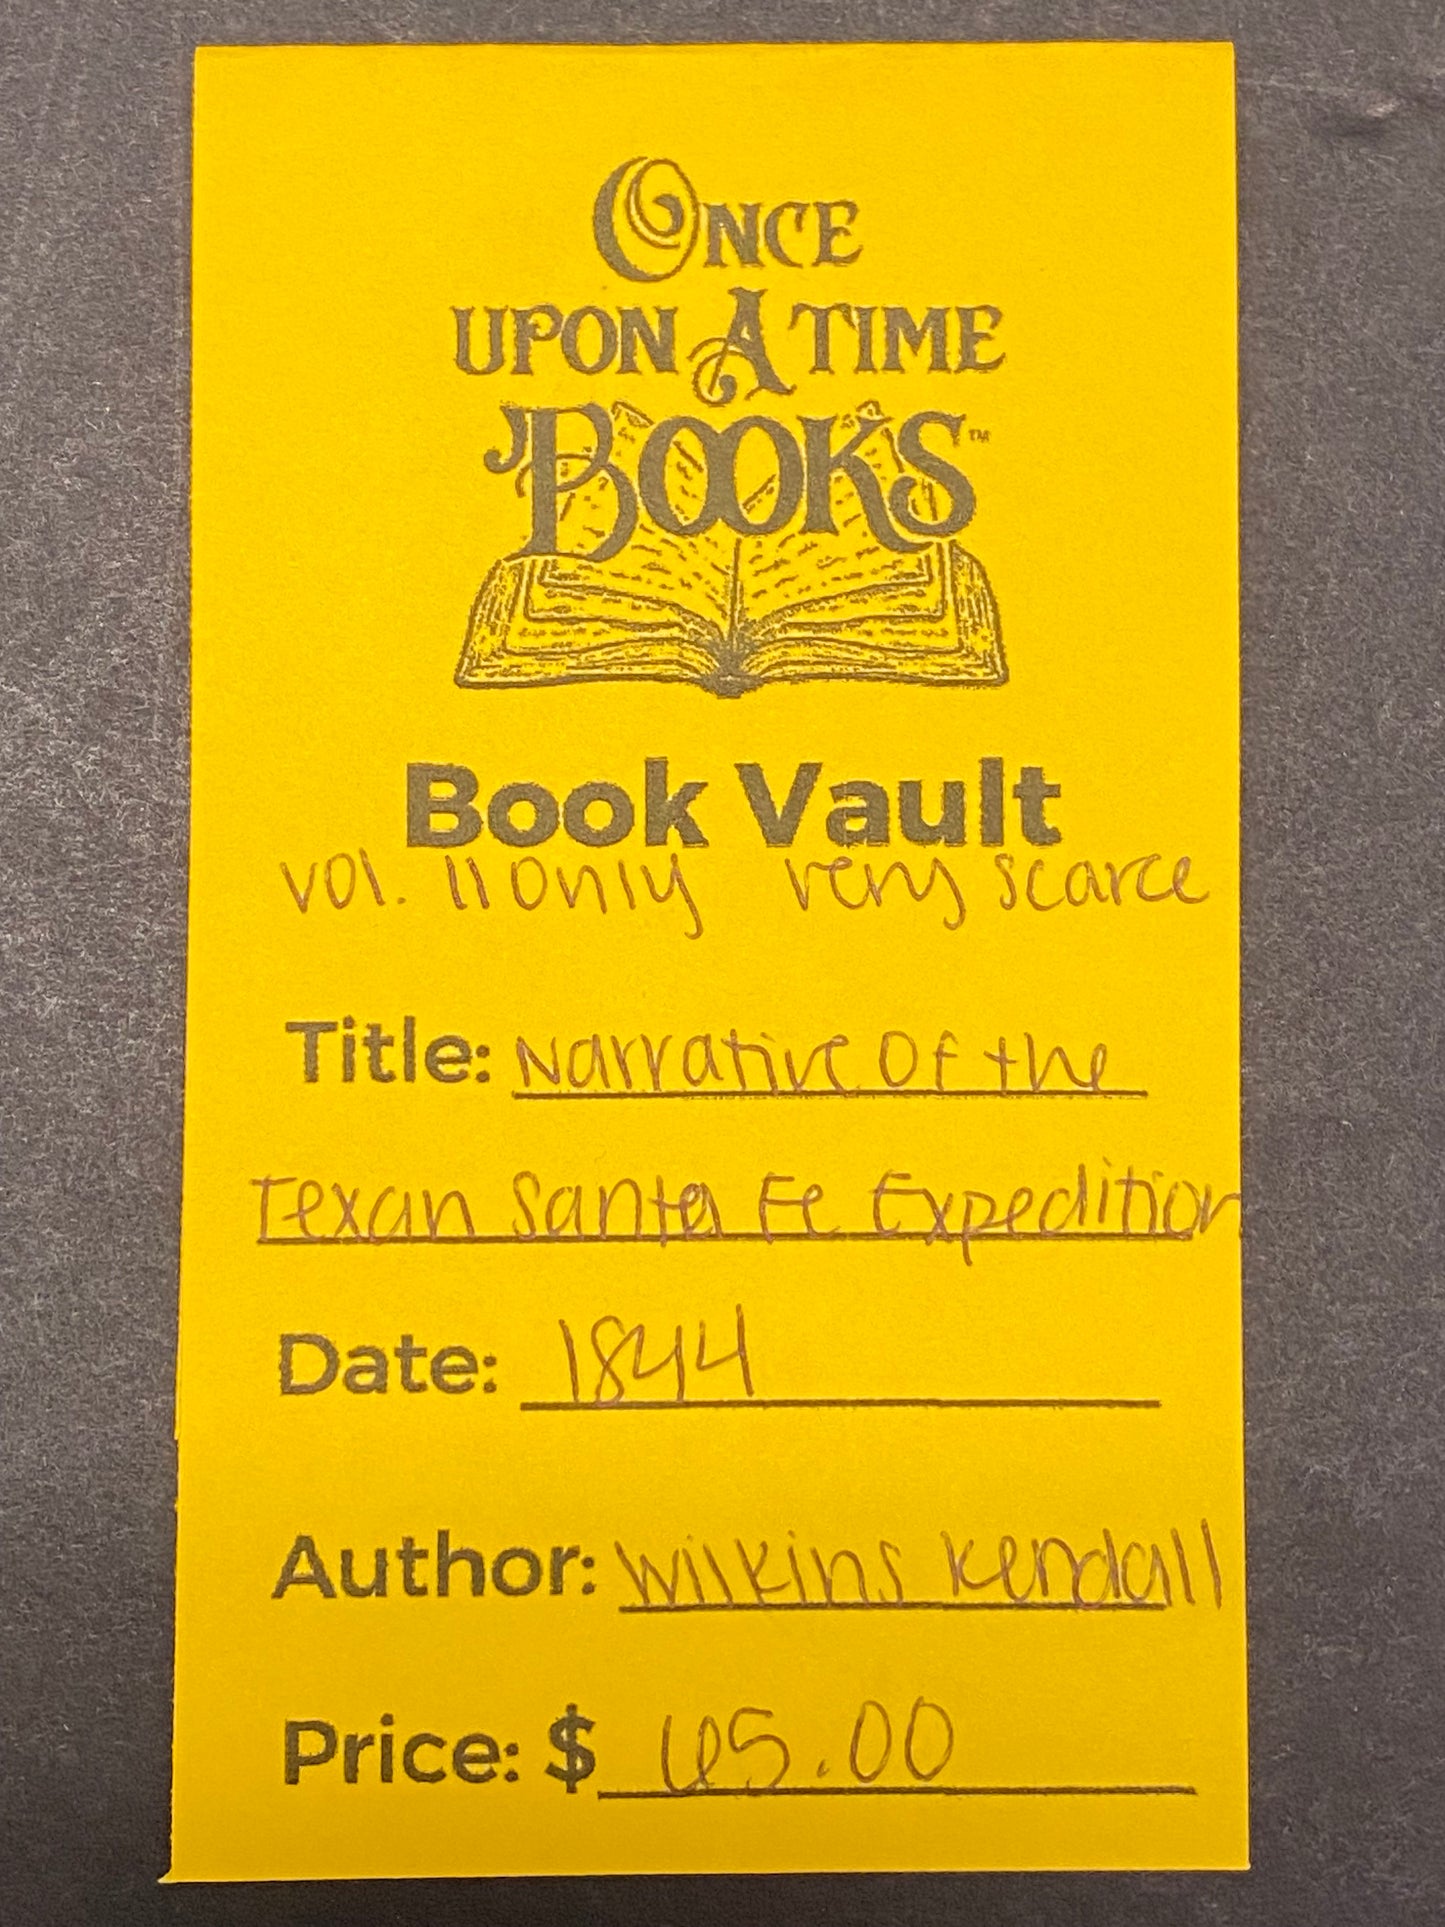 ONCE
UPON A TIME
BOOKS™
Book Vault
vol. II only very scarce
Title: Narrative Of the
Texan Santa Fe Expedition
Date: 1844
Author: Wilkins Kendall
Price: $ 65.00